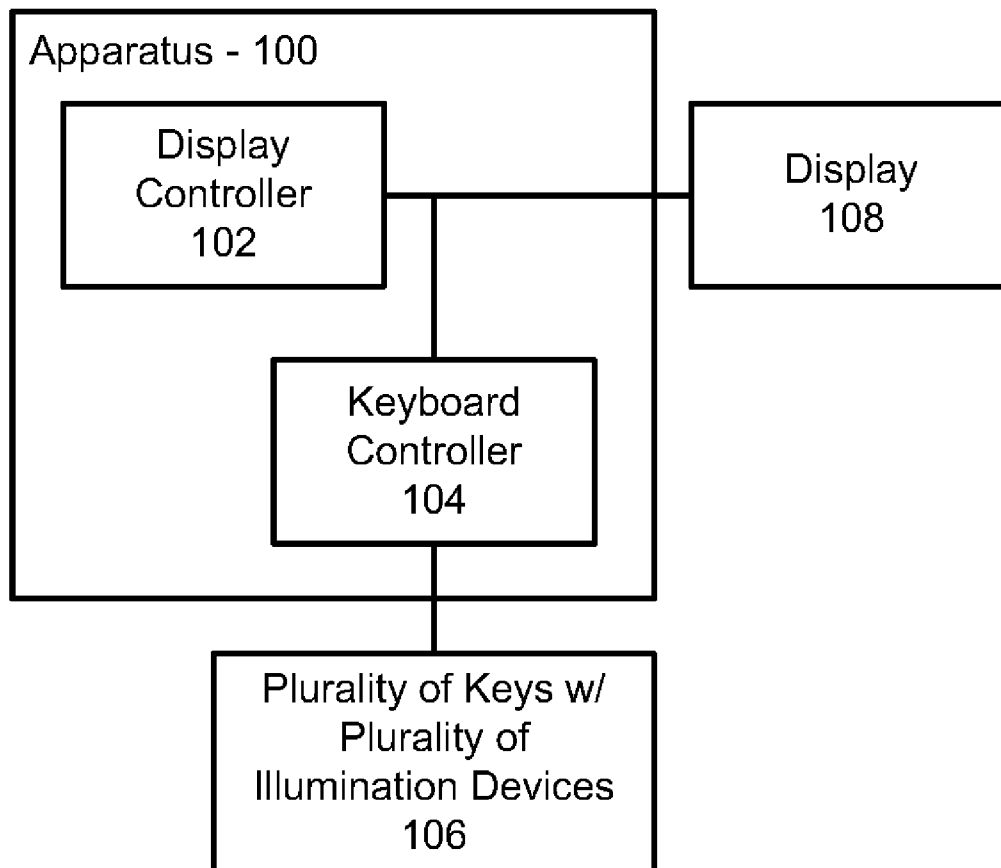 Apparatus - 100
Display
Controller
102
Display
108
Keyboard
Controller
104
Plurality of Keys w/
Plurality of
Illumination Devices
106